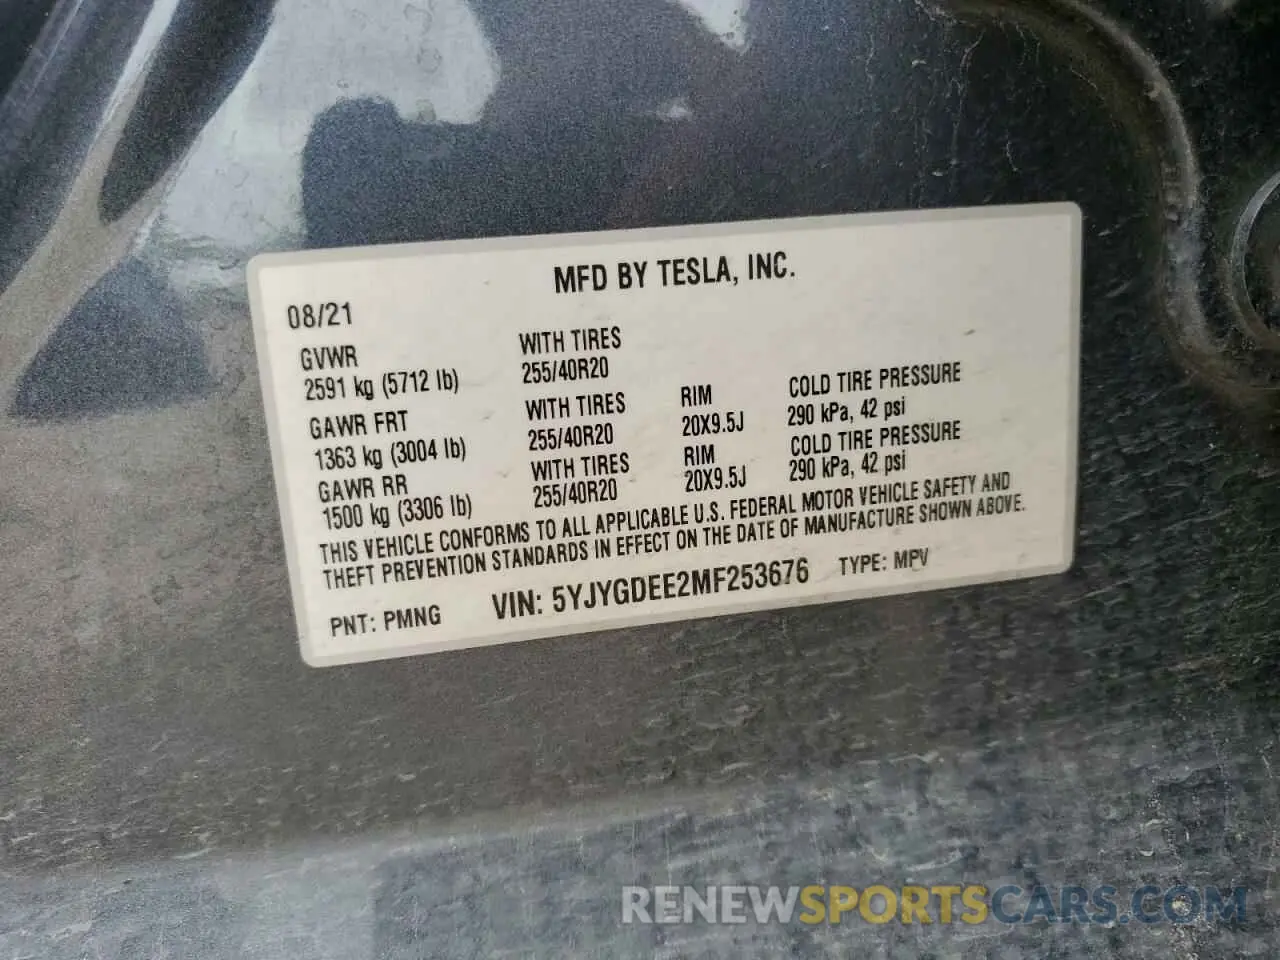 MFD BY TESLA, INC.
08/21
GVWR WITH TIRES
2591 kg (5712 lb) 255/40R20
GAWR FRT WITH TIRES RIM COLD TIRE PRESSURE
1363 kg (3004 lb) 255/40R20 20X9.5J 290 kPa, 42 psi
GAWR RR WITH TIRES RIM COLD TIRE PRESSURE
1500 kg (3306 lb) 255/40R20 20X9.5J 290 kPa, 42 psi
THIS VEHICLE CONFORMS TO ALL APPLICABLE U.S. FEDERAL MOTOR VEHICLE SAFETY AND
THEFT PREVENTION STANDARDS IN EFFECT ON THE DATE OF MANUFACTURE SHOWN ABOVE.
PNT: PMNG VIN: 5YJYGDEE2MF253676 TYPE: MPV
RENEWSPORTSCARS.COM